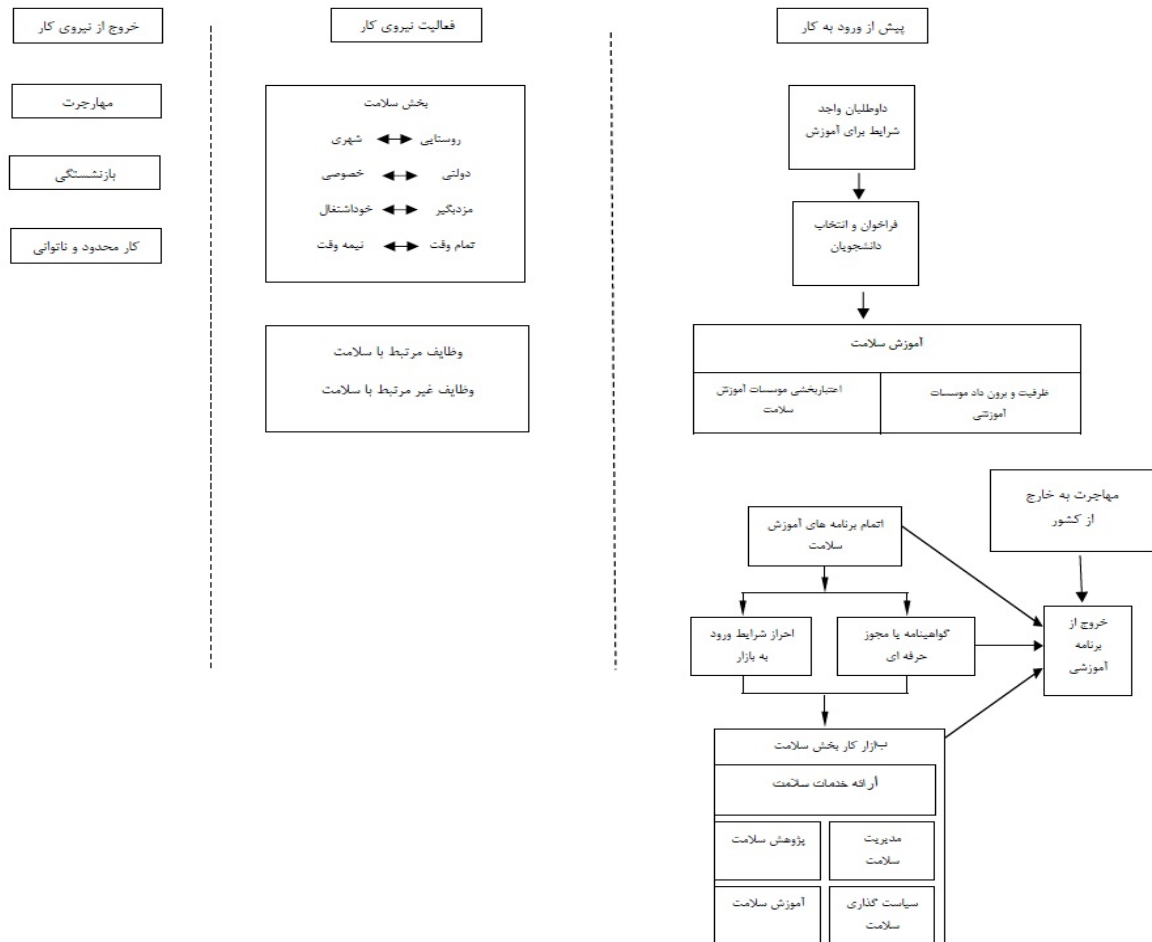 پیش از ورود به کار
داوطلبان واجد
شرایط برای آموزش
فراخوان و انتخاب
دانشجویان
آموزش سلامت
ظرفیت و برون داد موسسات
آموزشی
اعتباربخشی موسسات آموزش
سلامت
مهاجرت به خارج
از کشور
اتمام برنامه های آموزش
سلامت
خروج از
برنامه
آموزشی
گواهینامه یا مجوز
حرفه ای
احراز شرایط ورود
به بازار
بازار کار بخش سلامت
ارائه خدمات سلامت
مدیریت
سلامت
پژوهش سلامت
سیاست گذاری
سلامت
آموزش سلامت
فعالیت نیروی کار
بخش سلامت
روستایی شهری
دولتی خصوصی
مزدبگیر خوداشتغال
تمام وقت نیمه وقت
وظایف مرتبط با سلامت
وظایف غیر مرتبط با سلامت
خروج از نیروی کار
مهارجرت
بازنشستگی
کار محدود و ناتوانی